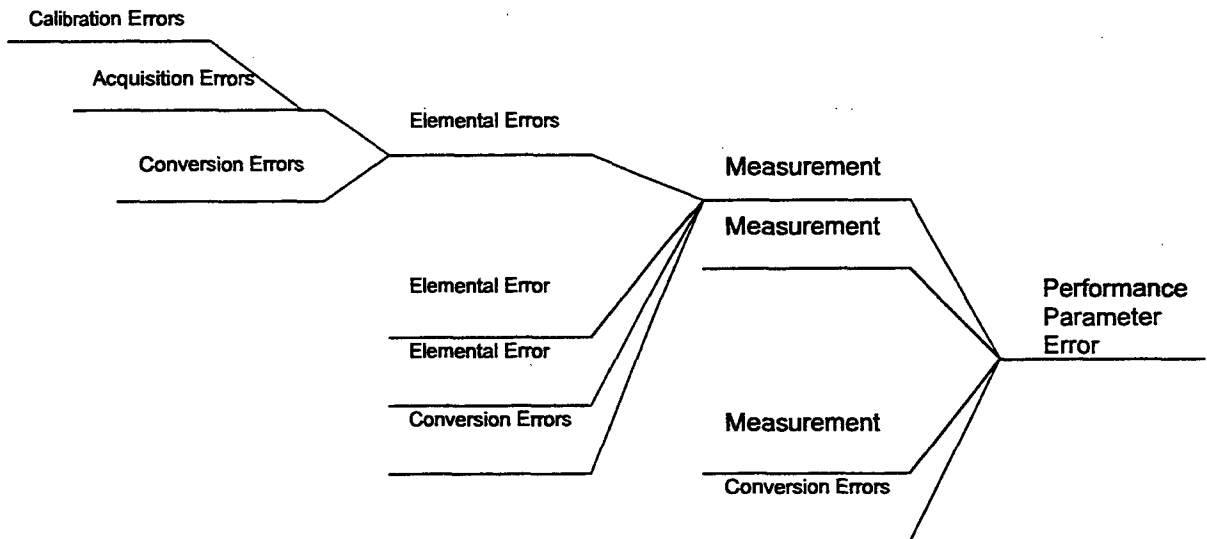 Calibration Errors
Acquisition Errors
Conversion Errors
Elemental Errors
Elemental Error
Elemental Error
Conversion Errors
Measurement
Measurement
Measurement
Conversion Errors
Performance
Parameter
Error